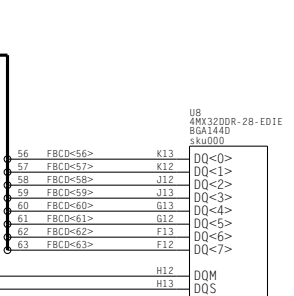 U8
4MX32DDR-28-EDIE
BGA144D
sku000
56 FBCD<56> K13 DQ<0>
57 FBCD<57> K12 DQ<1>
58 FBCD<58> J12 DQ<2>
59 FBCD<59> J13 DQ<3>
60 FBCD<60> G13 DQ<4>
61 FBCD<61> G12 DQ<5>
62 FBCD<62> F13 DQ<6>
63 FBCD<63> F12 DQ<7>
H12 DQM
H13 DQS